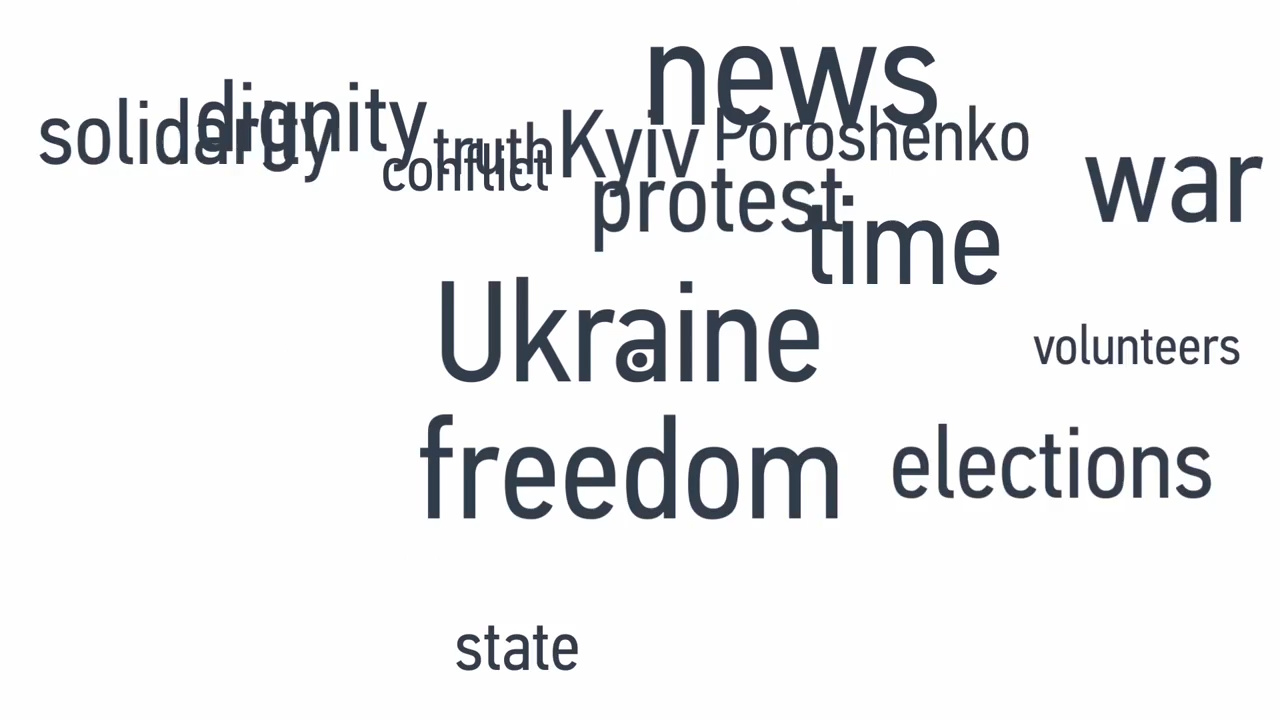 news
dignity
solidarity
truth
Kyiv
Poroshenko
conflict
war
protest
time
Ukraine
volunteers
freedom
elections
state